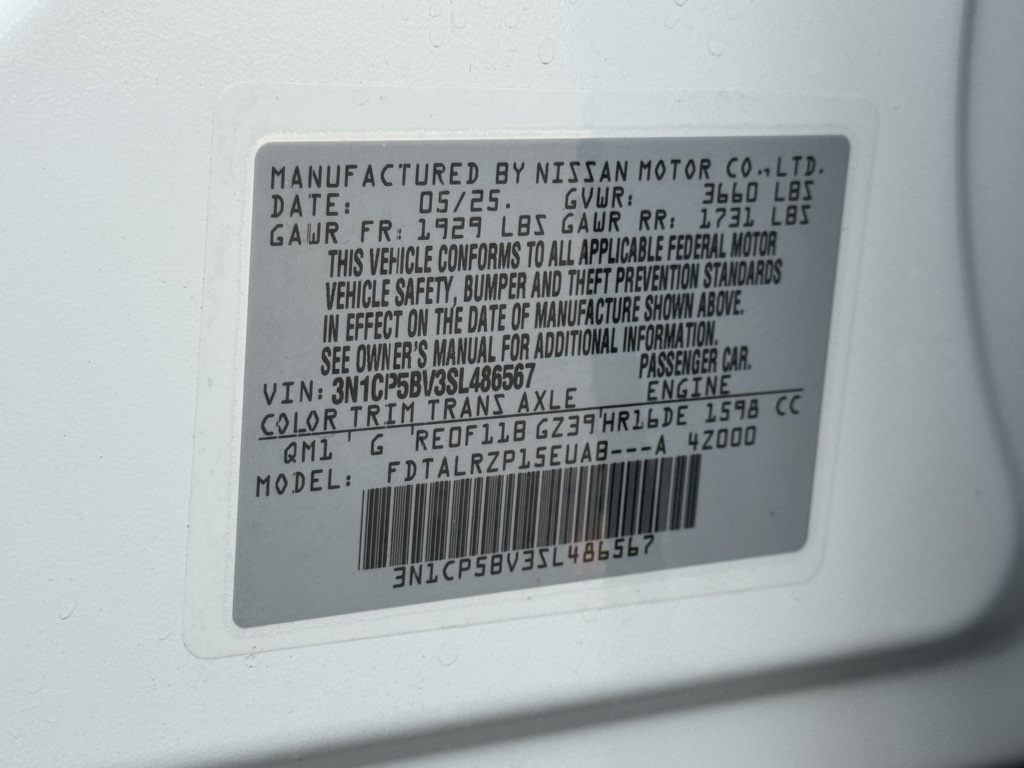 MANUFACTURED BY NISSAN MOTOR CO.,LTD.
DATE: 05/25. GVWR: 3660 LBS
GAWR FR: 1929 LBS GAWR RR: 1731 LBS
THIS VEHICLE CONFORMS TO ALL APPLICABLE FEDERAL MOTOR
VEHICLE SAFETY, BUMPER AND THEFT PREVENTION STANDARDS
IN EFFECT ON THE DATE OF MANUFACTURE SHOWN ABOVE.
SEE OWNER'S MANUAL FOR ADDITIONAL INFORMATION.
VIN: 3N1CP5BV3SL486567 PASSENGER CAR.
COLOR TRIM TRANS AXLE ENGINE
QM1 ' G 'RE0F11B GZ39'HR16DE 1598 CC
MODEL: FDTALRZP15EUAB---A 42000
3N1CP5BV3SL486567